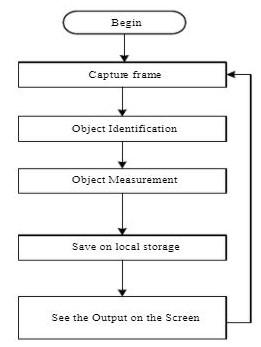 Begin
Capture frame
Object Identification
Object Measurement
Save on local storage
See the Output on the Screen